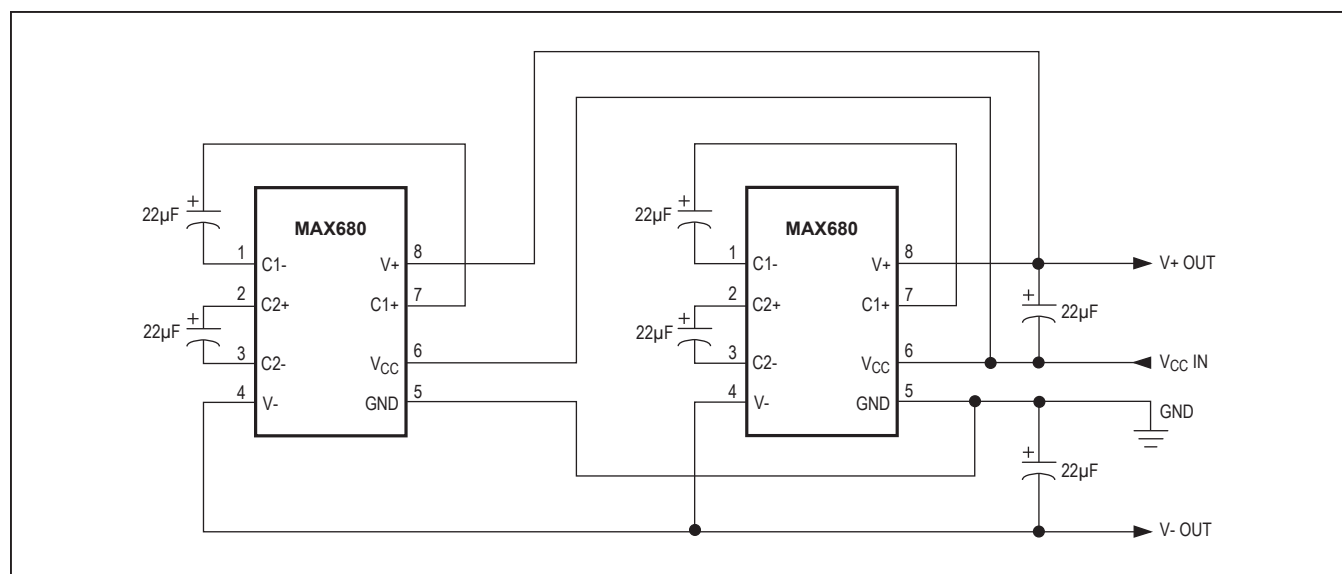 22µF
22µF
MAX680
1 C1-
2 C2+
3 C2-
4 V-
V+ 8
C1+ 7
VCC 6
GND 5
22µF
22µF
MAX680
1 C1-
2 C2+
3 C2-
4 V-
V+ 8
C1+ 7
VCC 6
GND 5
+
+
+
+
V+ OUT
+ 22µF
VCC IN
GND
+ 22µF
V- OUT